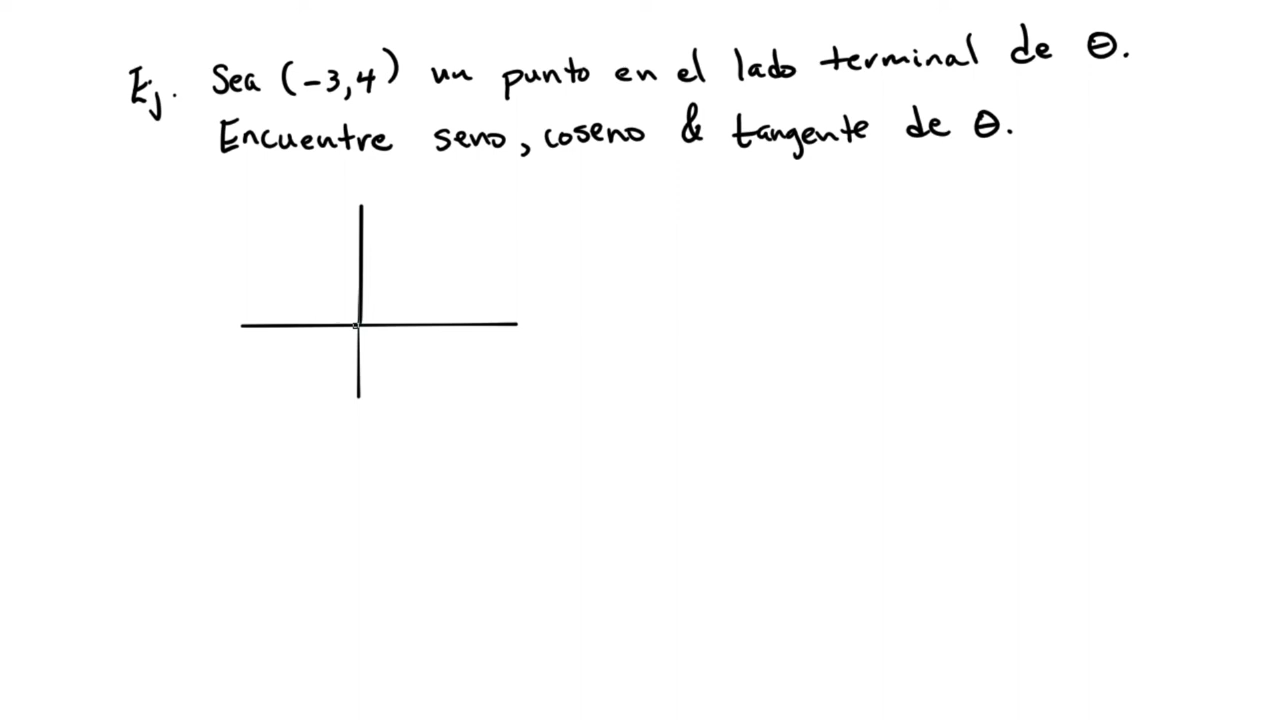 Ej. Sea (-3,4) un punto en el lado terminal de θ.
Encuentre seno, coseno & tangente de θ.